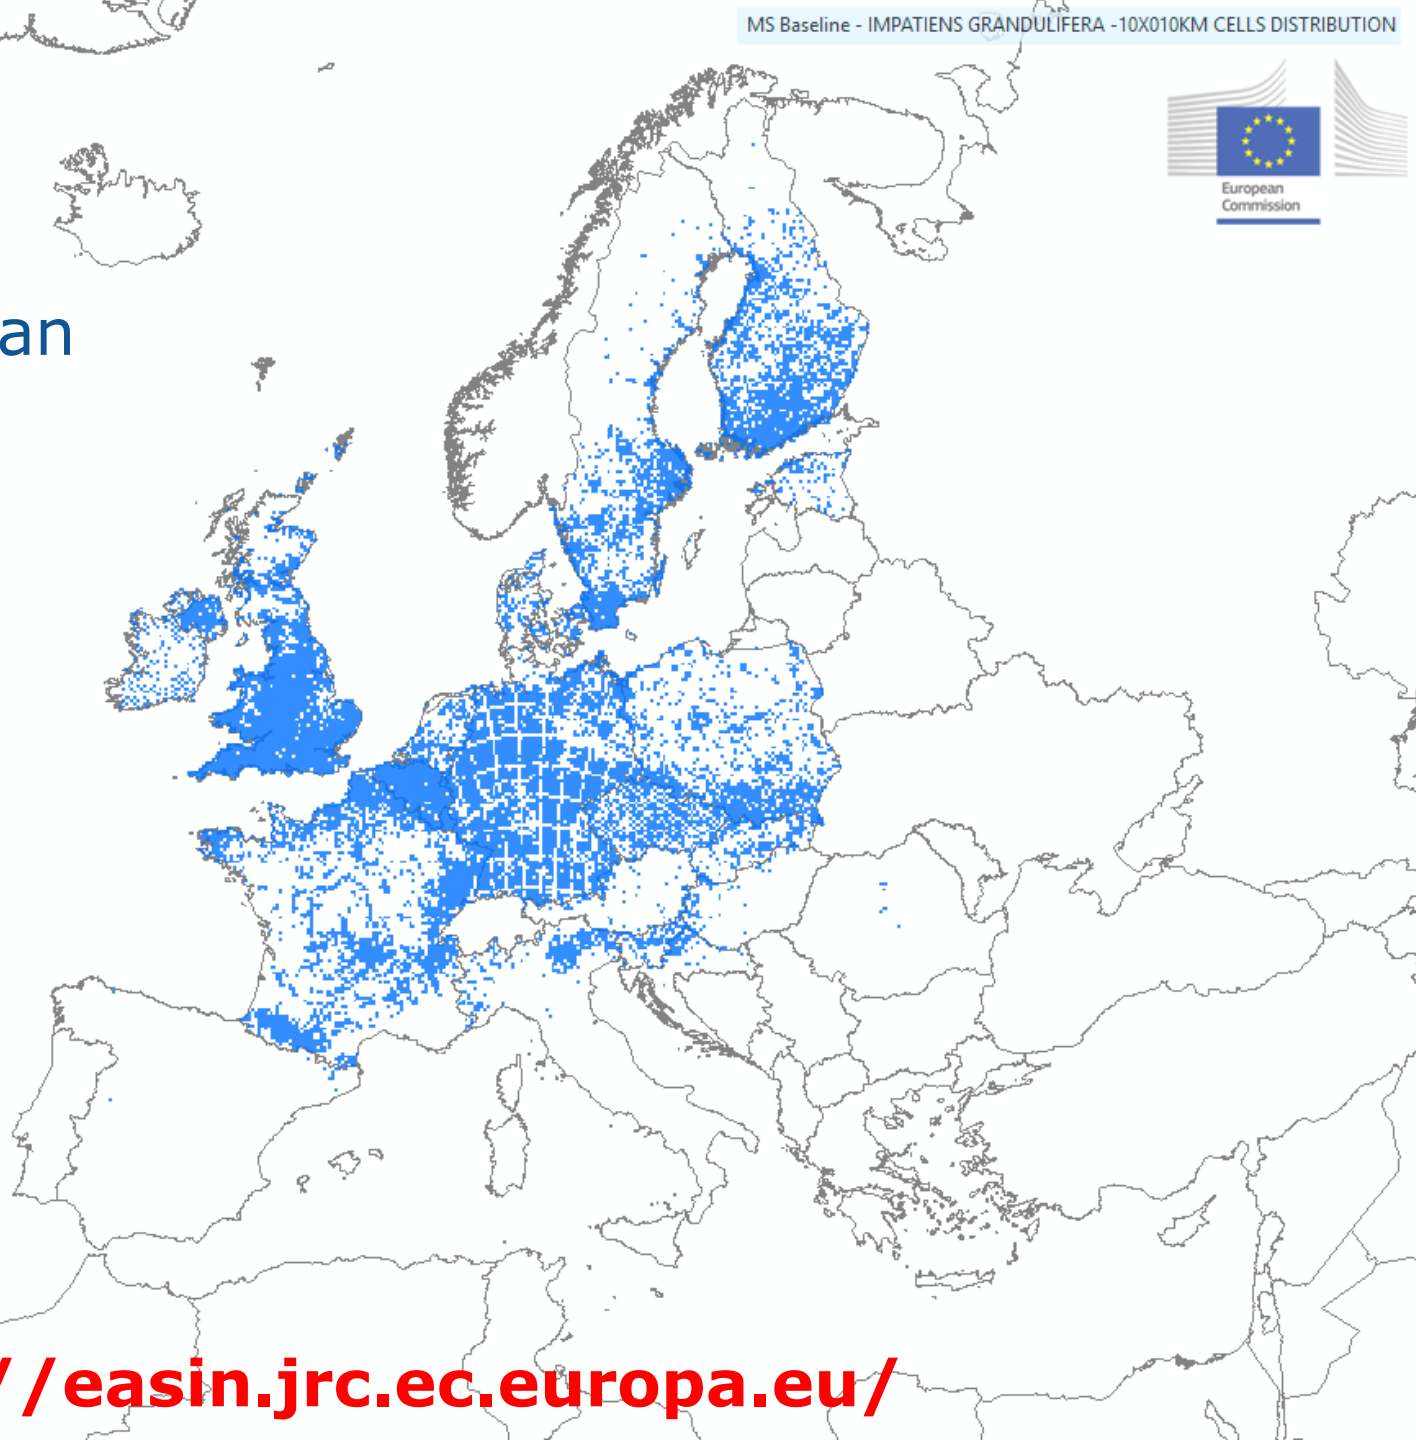 MS Baseline - IMPATIENS GRANDULIFERA -10X010KM CELLS DISTRIBUTION
European
Commission
an
//easin.jrc.ec.europa.eu/